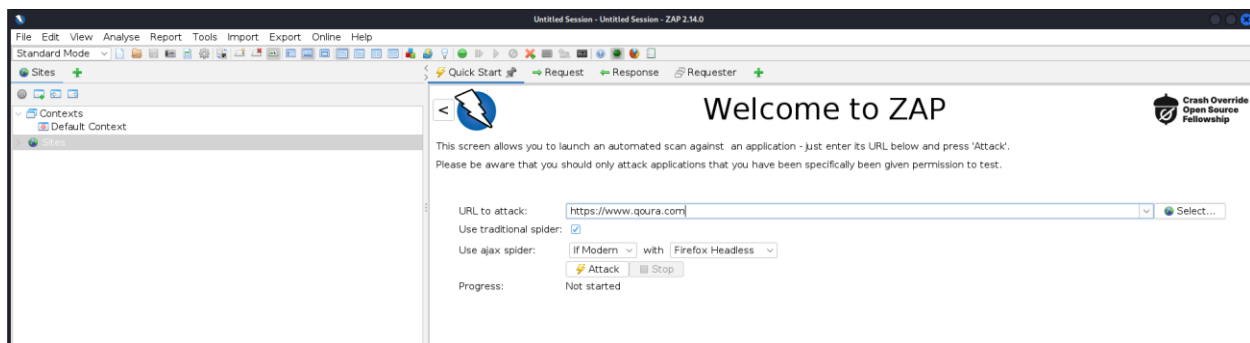 Untitled Session - Untitled Session - ZAP 2.14.0
File Edit View Analyse Report Tools Import Export Online Help
Standard Mode
Sites
Quick Start Request Response Requester
Contexts
Default Context
Sites
<
Welcome to ZAP
Crash Override
Open Source
Fellowship
This screen allows you to launch an automated scan against an application - just enter its URL below and press 'Attack'.
Please be aware that you should only attack applications that you have been specifically been given permission to test.
URL to attack: https://www.qoura.com Select...
Use traditional spider:
Use ajax spider: If Modern with Firefox Headless
Attack Stop
Progress: Not started